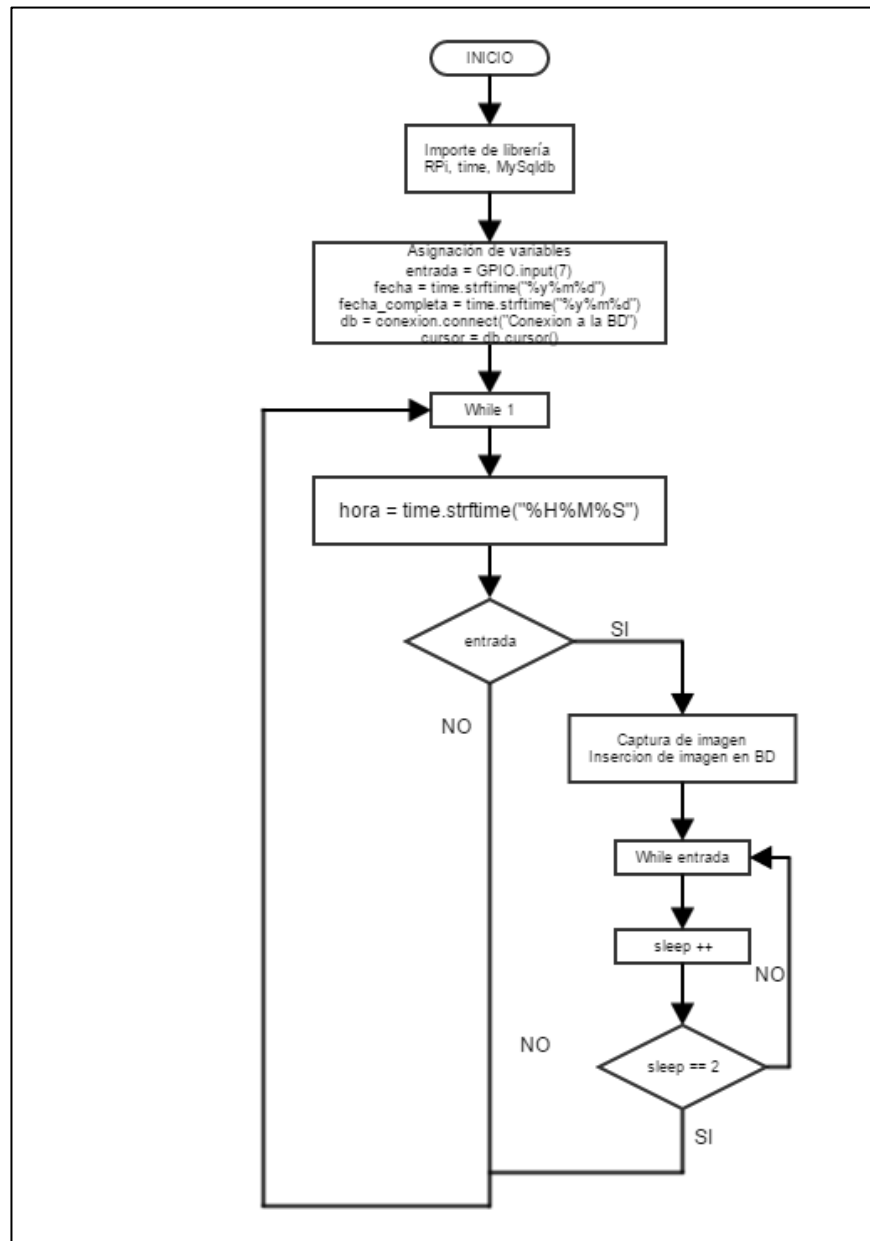 INICIO
Importe de librería
RPi, time, MySqldb
Asignación de variables
entrada = GPIO.input(7)
fecha = time.strftime("%y%m%d")
fecha_completa = time.strftime("%y%m%d")
db = conexion.connect("Conexion a la BD")
cursor = db.cursor()
While 1
hora = time.strftime("%H%M%S")
entrada
SI
NO
Captura de imagen
Insercion de imagen en BD
While entrada
sleep ++
NO
NO
sleep == 2
SI